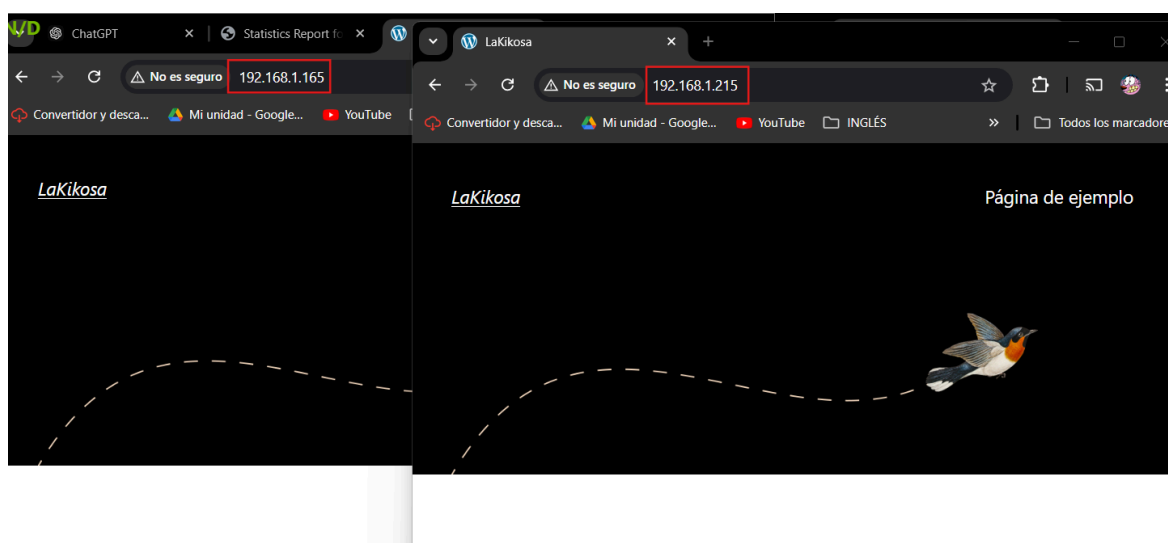 ChatGPT
Statistics Report fo
No es seguro
192.168.1.165
Convertidor y desca...
Mi unidad - Google...
YouTube
LaKikosa
LaKikosa
No es seguro
192.168.1.215
Convertidor y desca...
Mi unidad - Google...
YouTube
INGLÉS
»
Todos los marcadore
LaKikosa
Página de ejemplo